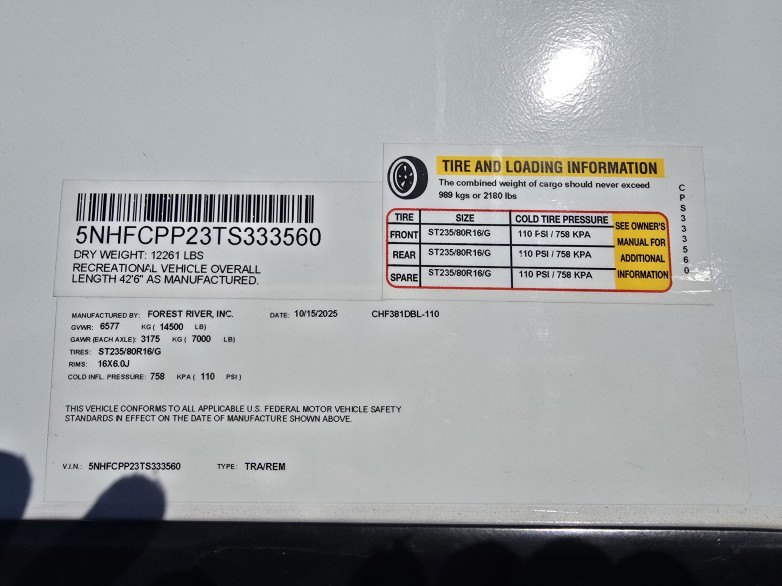 TIRE AND LOADING INFORMATION
The combined weight of cargo should never exceed
989 kgs or 2180 lbs
TIRE SIZE COLD TIRE PRESSURE
FRONT ST235/80R16/G 110 PSI / 758 KPA
REAR ST235/80R16/G 110 PSI / 758 KPA
SPARE ST235/80R16/G 110 PSI / 758 KPA
SEE OWNER'S
MANUAL FOR
ADDITIONAL
INFORMATION
CPS333560
5NHFCPP23TS333560
DRY WEIGHT: 12261 LBS
RECREATIONAL VEHICLE OVERALL
LENGTH 42'6" AS MANUFACTURED.
MANUFACTURED BY: FOREST RIVER, INC. DATE: 10/15/2025 CHF381DBL-110
GVWR: 6577 KG ( 14500 LB)
GAWR (EACH AXLE): 3175 KG ( 7000 LB)
TIRES: ST235/80R16/G
RIMS: 16X6.0J
COLD INFL. PRESSURE: 758 KPA ( 110 PSI )
THIS VEHICLE CONFORMS TO ALL APPLICABLE U.S. FEDERAL MOTOR VEHICLE SAFETY
STANDARDS IN EFFECT ON THE DATE OF MANUFACTURE SHOWN ABOVE.
V.I.N.: 5NHFCPP23TS333560 TYPE: TRA/REM